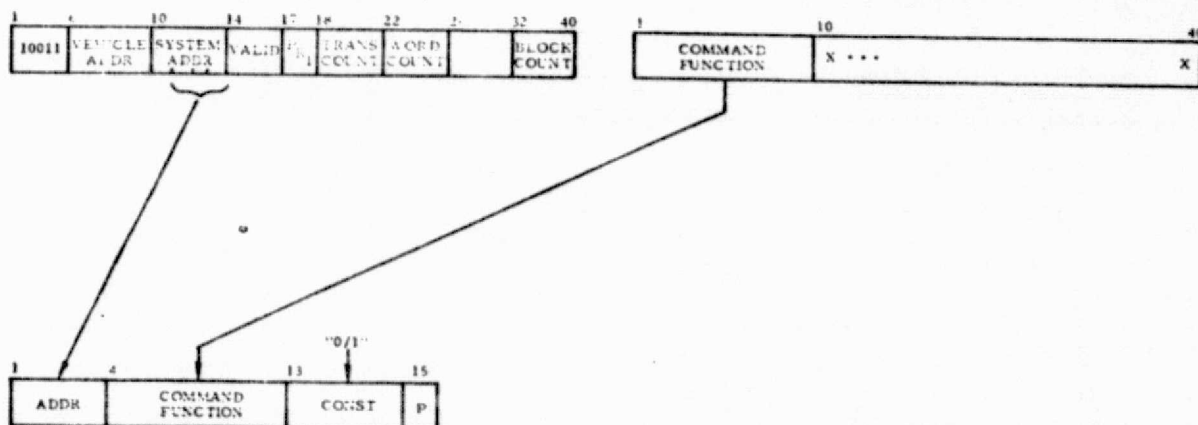 1 10 14 17 18 22 32 40
10011 VEHICLE ADDR SYSTEM ADDR VALID TRANS COUNT WORD COUNT BLOCK COUNT
1 10 40
COMMAND FUNCTION X ... X
"0/1"
1 4 13 15
ADDR COMMAND FUNCTION CONST P